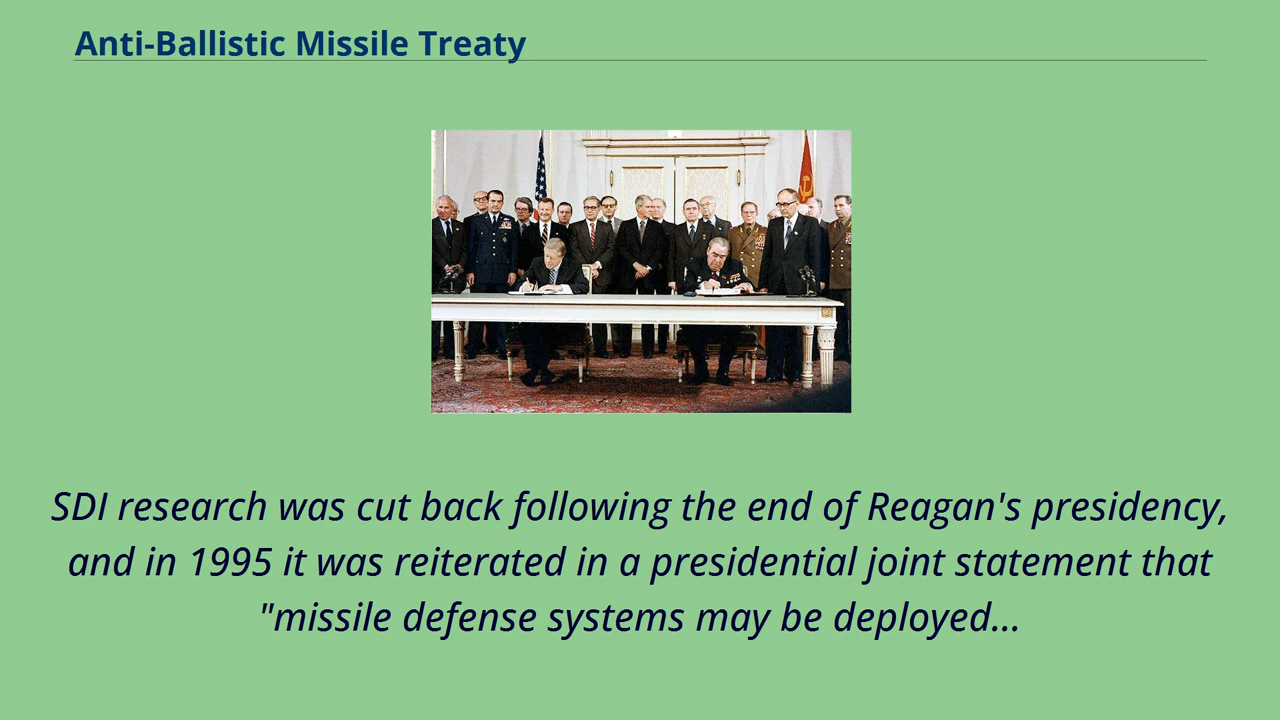 Anti-Ballistic Missile Treaty
SDI research was cut back following the end of Reagan's presidency,
and in 1995 it was reiterated in a presidential joint statement that
"missile defense systems may be deployed...